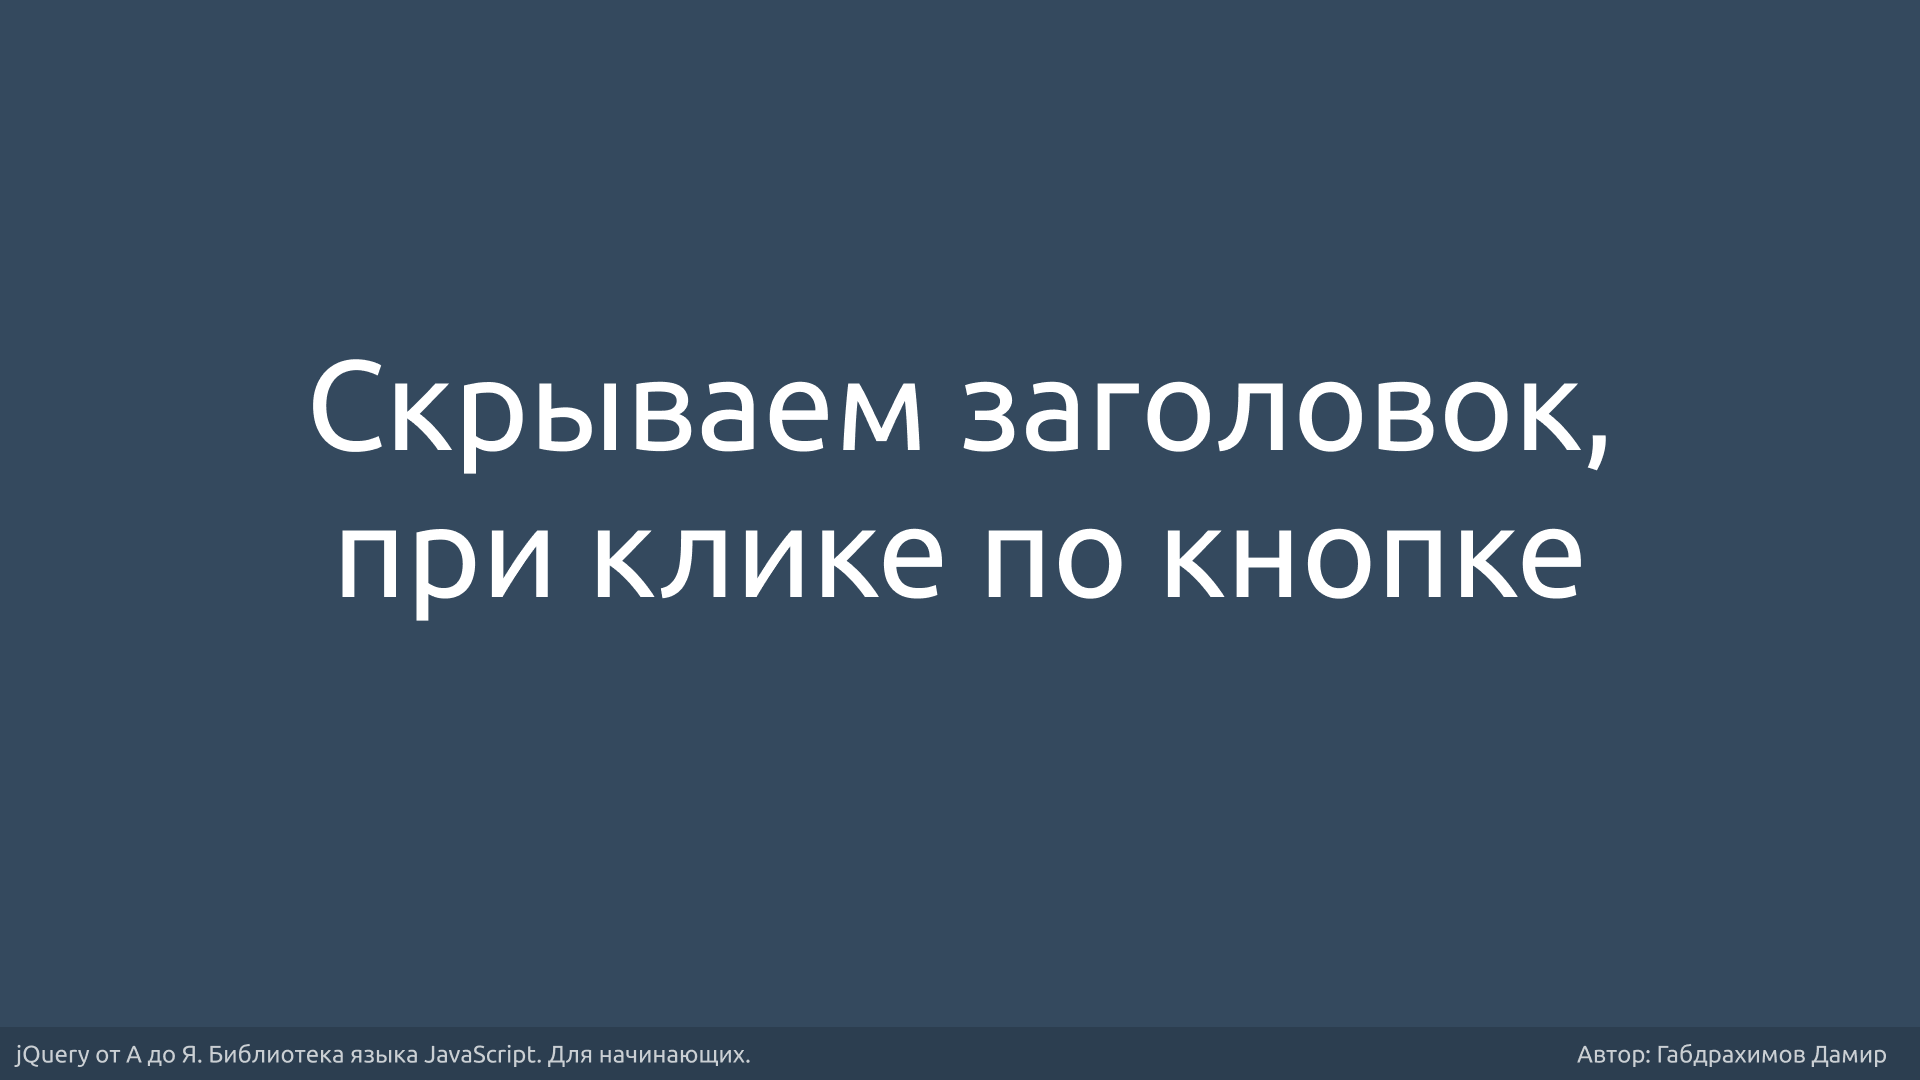 Скрываем заголовок,
при клике по кнопке
jQuery от А до Я. Библиотека языка JavaScript. Для начинающих.
Автор: Габдрахимов Дамир